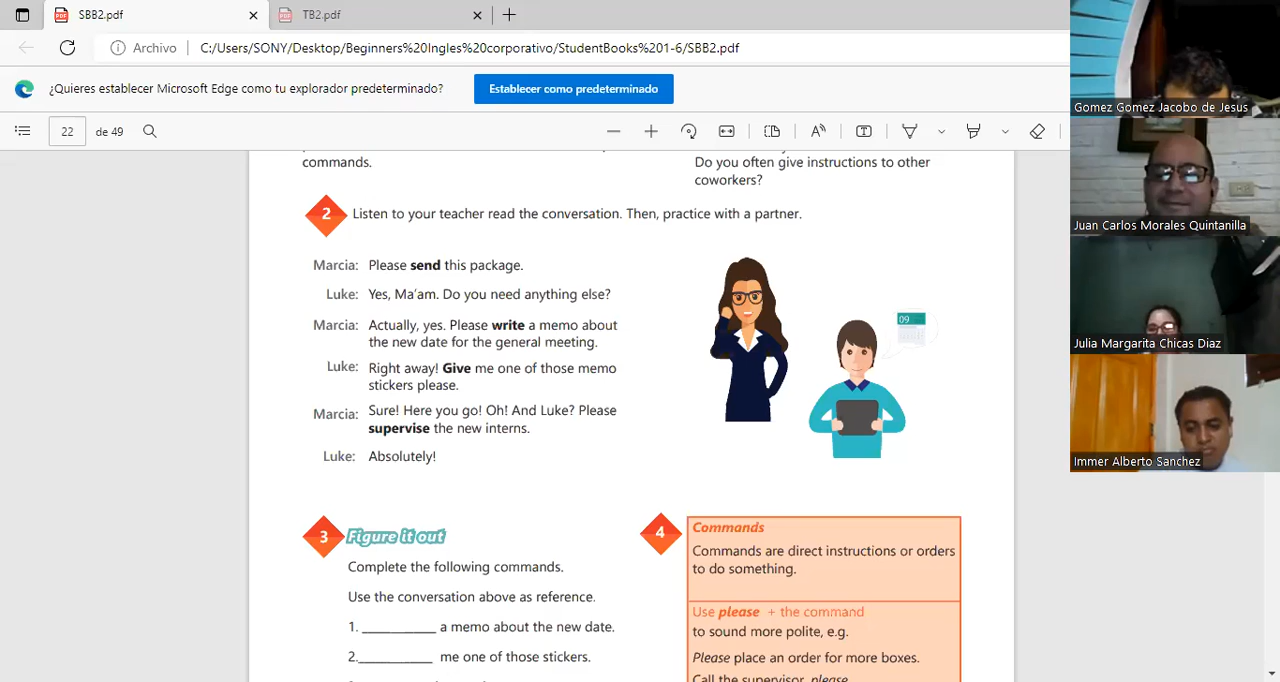 SBB2.pdf
TB2.pdf
Archivo
C:/Users/SONY/Desktop/Beginners%20Ingles%20corporativo/StudentBooks%201-6/SBB2.pdf
¿Quieres establecer Microsoft Edge como tu explorador predeterminado?
Establecer como predeterminado
22
de 49
commands.
Do you often give instructions to other
coworkers?
2
Listen to your teacher read the conversation. Then, practice with a partner.
Marcia: Please send this package.
Luke: Yes, Ma'am. Do you need anything else?
Marcia: Actually, yes. Please write a memo about
the new date for the general meeting.
Luke: Right away! Give me one of those memo
stickers please.
Marcia: Sure! Here you go! Oh! And Luke? Please
supervise the new interns.
Luke: Absolutely!
09
3 Figure it out
Complete the following commands.
Use the conversation above as reference.
1. __________ a memo about the new date.
2.__________ me one of those stickers.
4
Commands
Commands are direct instructions or orders
to do something.
Use please + the command
to sound more polite, e.g.
Please place an order for more boxes.
Call the supervisor, please
Gomez Gomez Jacobo de Jesus
Juan Carlos Morales Quintanilla
Julia Margarita Chicas Diaz
Immer Alberto Sanchez